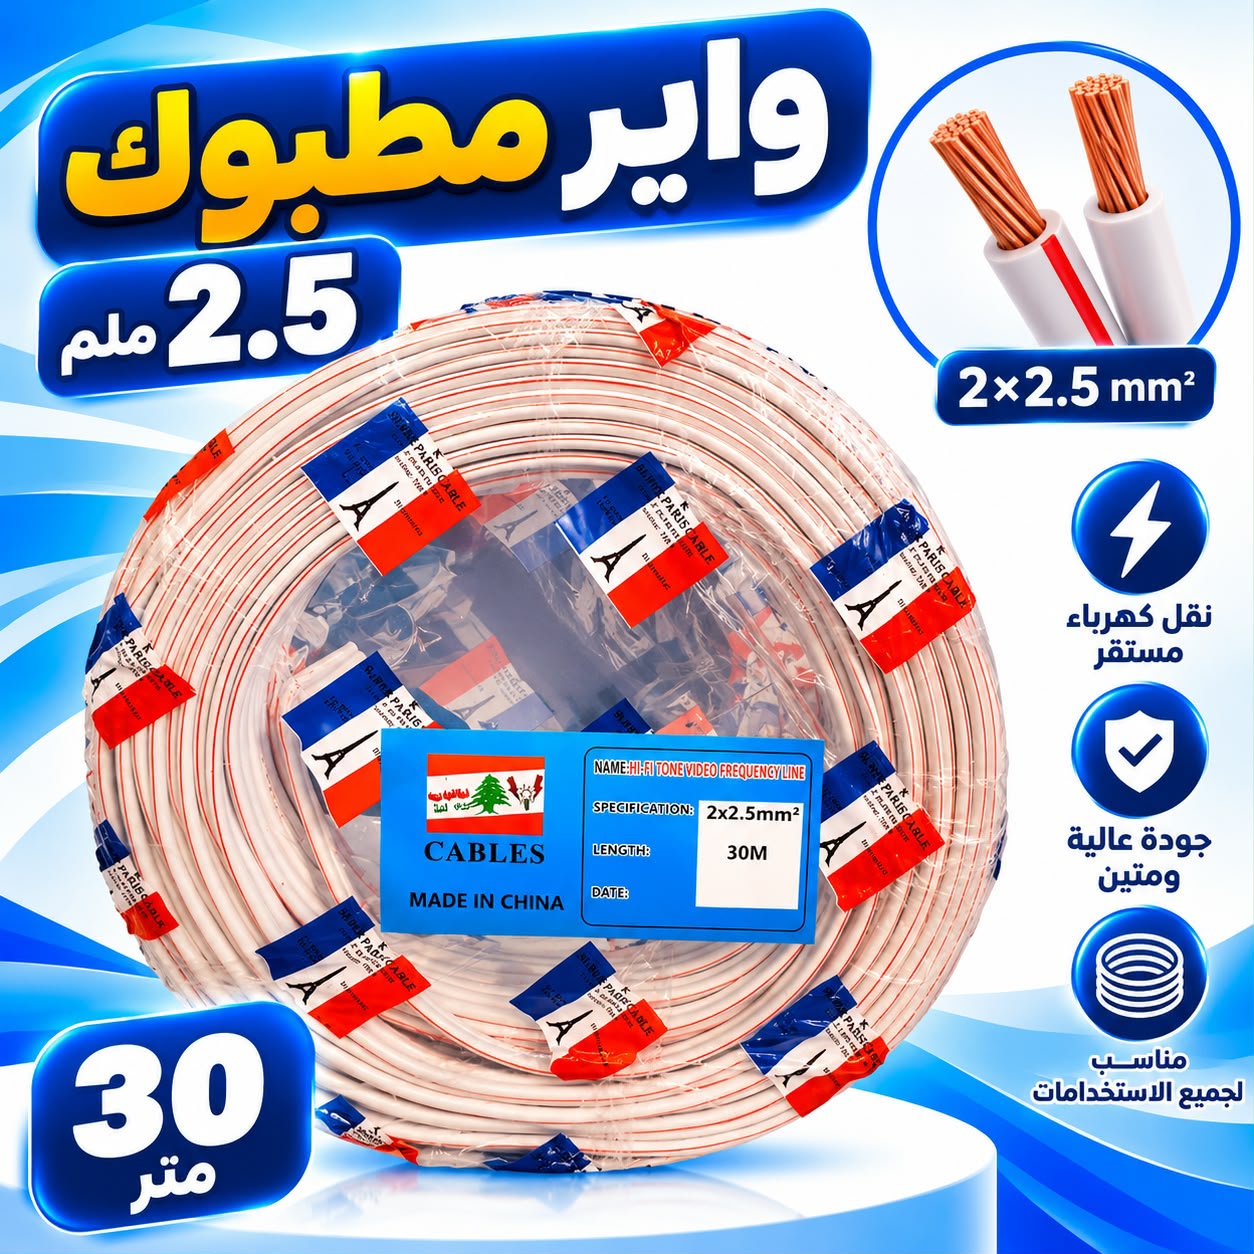 واير مطبوك
2.5 ملم
2×2.5 mm²
نقل كهرباء
مستقر
جودة عالية
ومتين
مناسب
لجميع الاستخدامات
PARIS CABLE
CABLES
MADE IN CHINA
NAME:HI-FI TONE VIDEO FREQUENCY LINE
SPECIFICATION: 2x2.5mm²
LENGTH: 30M
DATE:
30
متر